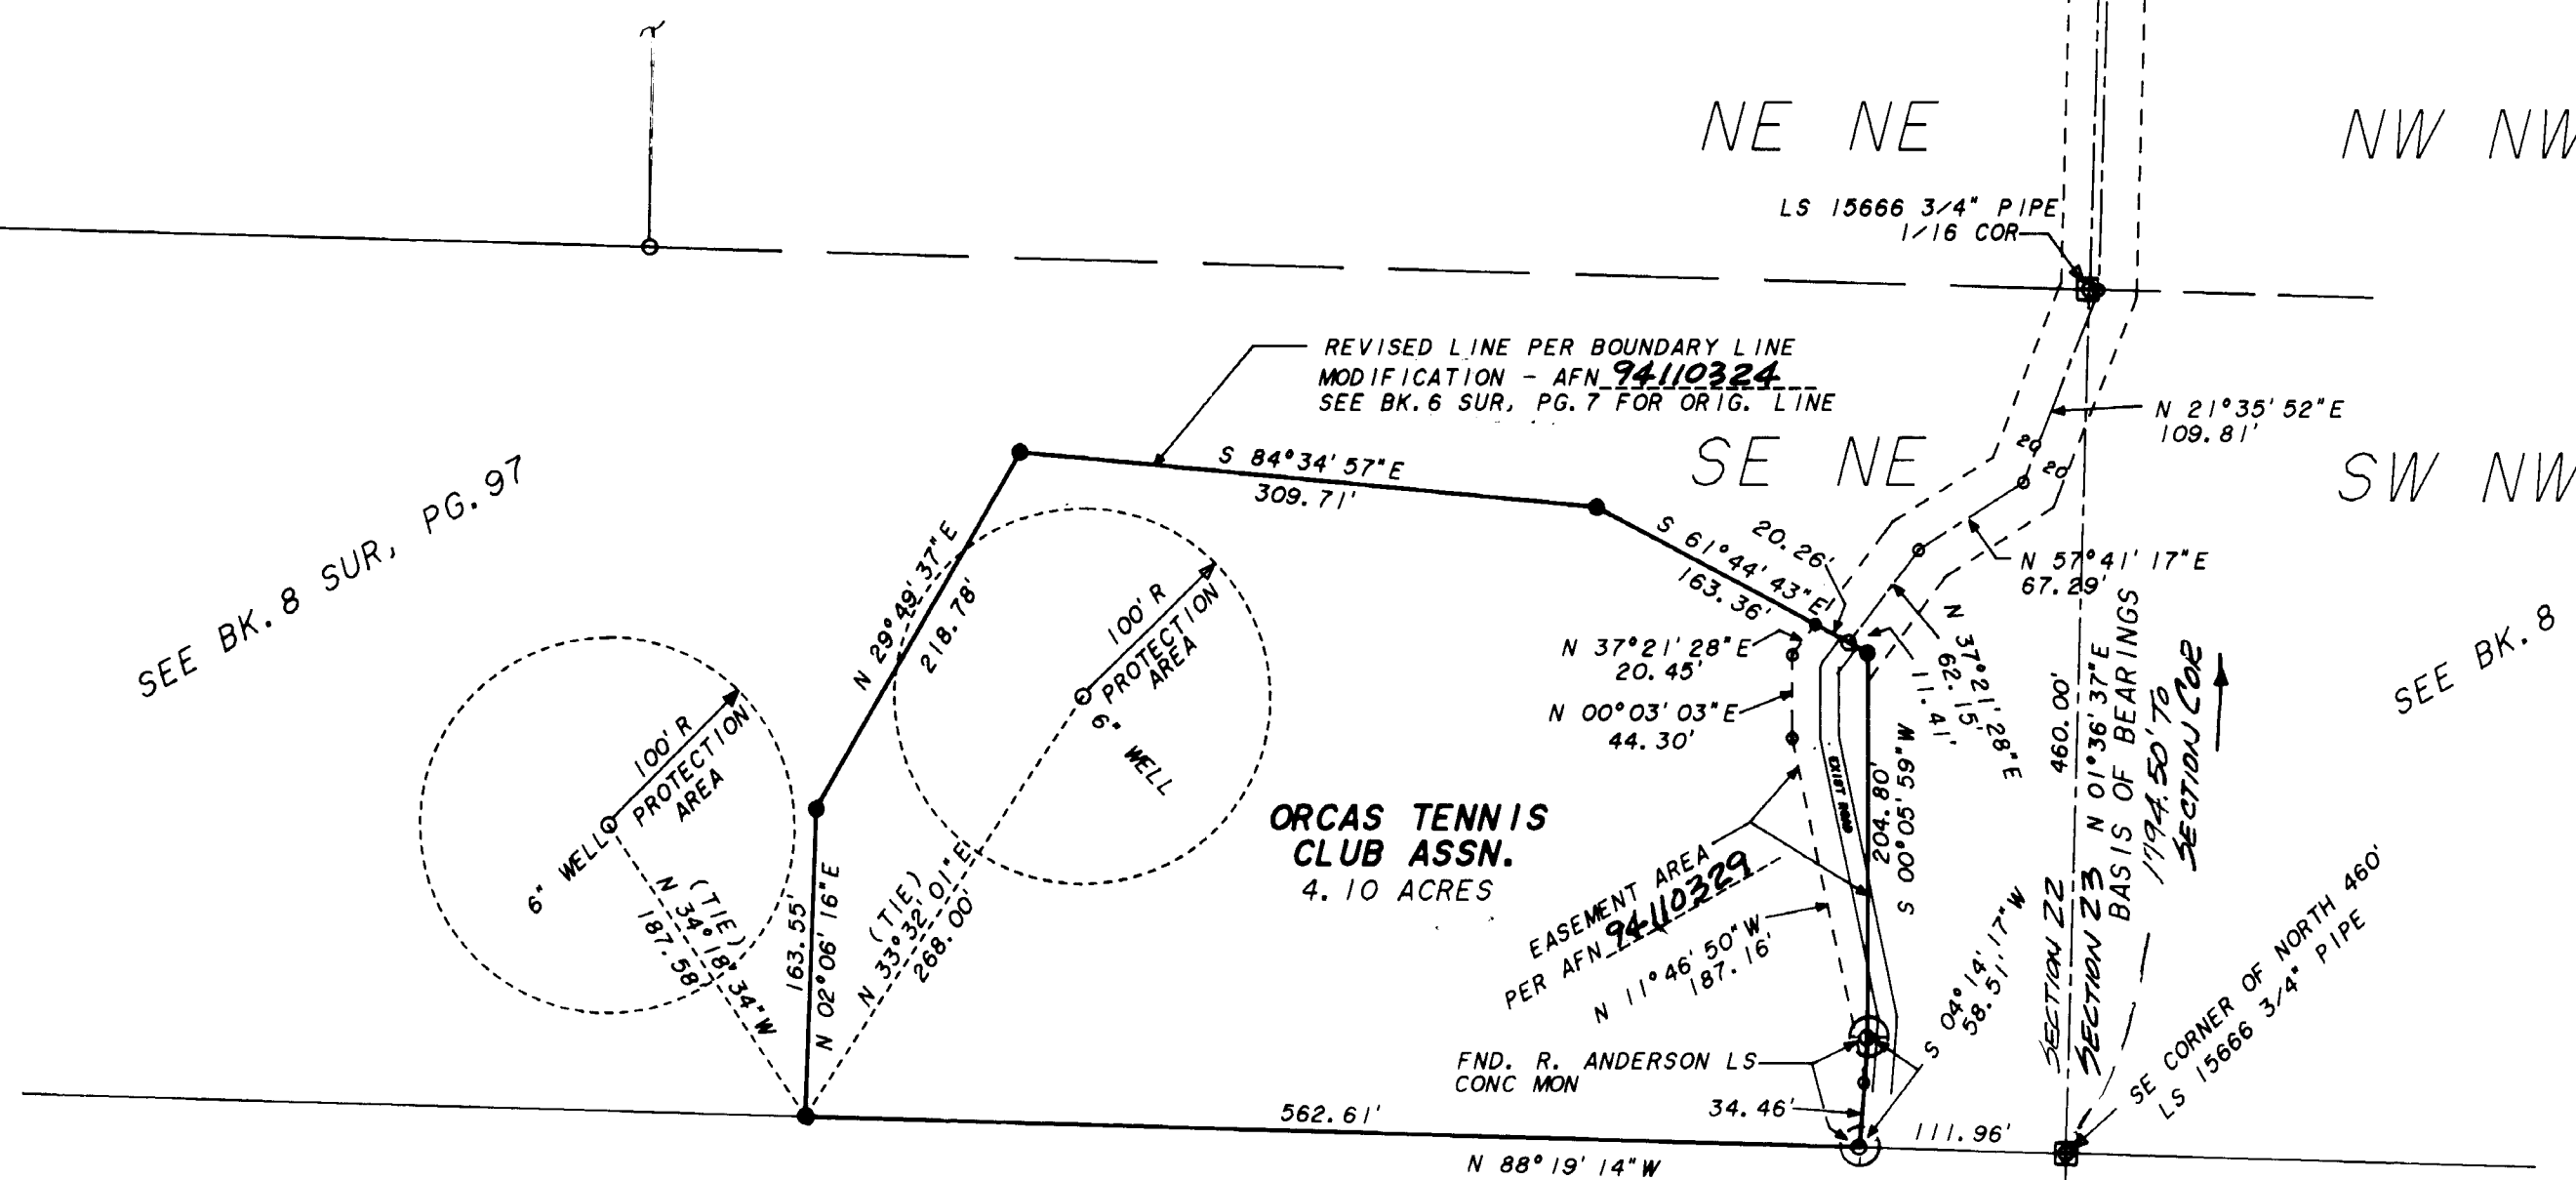 NE NE
NW NW
LS 15666 3/4" PIPE
1/16 COR
REVISED LINE PER BOUNDARY LINE
MODIFICATION - AFN 94110324
SEE BK.6 SUR, PG.7 FOR ORIG. LINE
N 21°35'52"E
109.81'
20
20
SE NE
SW NW
SEE BK.8 SUR, PG.97
S 84°34'57"E
309.71'
S 61°44'43"E
163.36'
20.26'
N 57°41'17"E
67.29'
N 29°49'37"E
218.78'
100' R
PROTECTION
AREA
6" WELL
100' R
PROTECTION
AREA
6" WELL
N 37°21'28"E
20.45'
N 00°03'03"E
44.30'
N 37°21'28"E
62.15'
11.41'
460.00'
N 01°36'37"E
BASIS OF BEARINGS
1794.50' TO
SECTION COR
SEE BK.8
EXIST ROAD
204.80'
S 00°05'59"W
ORCAS TENNIS
CLUB ASSN.
4.10 ACRES
(TIE)
N 34°18'34"W
187.58'
163.55'
N 02°06'16"E
(TIE)
N 33°32'01"E
268.00'
EASEMENT AREA
PER AFN 94110329
N 11°46'50"W
187.16'
S 04°14'17"W
58.51'
SECTION 22
SECTION 23
SE CORNER OF NORTH 460'
LS 15666 3/4" PIPE
FND. R. ANDERSON LS
CONC MON
34.46'
562.61'
111.96'
N 88°19'14"W